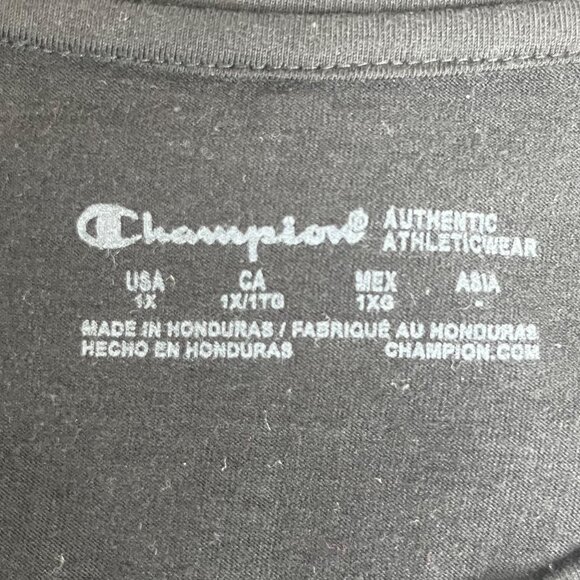 Champion® AUTHENTIC ATHLETICWEAR
USA CA MEX ASIA
1X 1X/1TG 1XG -
MADE IN HONDURAS / FABRIQUÉ AU HONDURAS
HECHO EN HONDURAS CHAMPION.COM